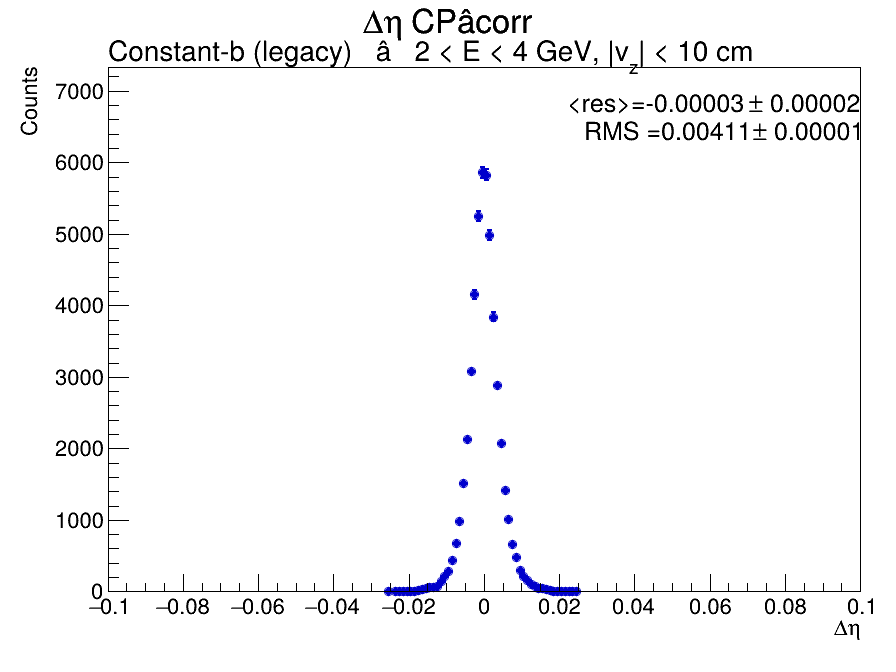 Δη CPâcorr
Constant-b (legacy) â 2 < E < 4 GeV, |v_z| < 10 cm
<res>=-0.00003± 0.00002
RMS =0.00411± 0.00001
Counts
7000
6000
5000
4000
3000
2000
1000
0
−0.1 −0.08 −0.06 −0.04 −0.02 0 0.02 0.04 0.06 0.08 0.1
Δη